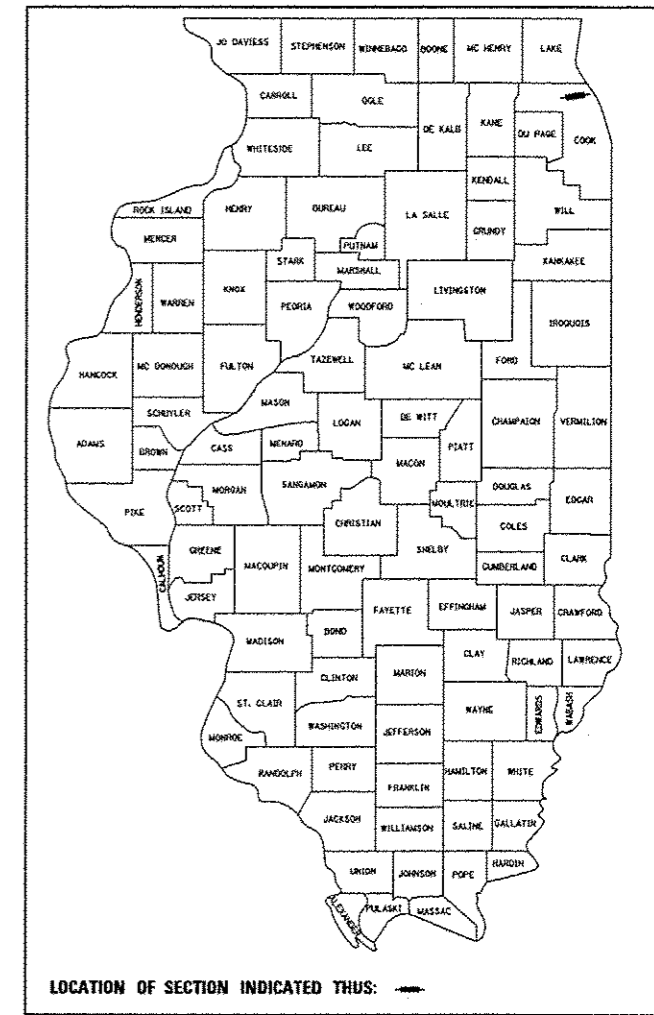 JO DAVIESS STEPHENSON WINNEBAGO BOONE MC HENRY LAKE
CARROLL OGLE DE KALB KANE DU PAGE COOK
WHITESIDE LEE
KENDALL
ROCK ISLAND HENRY BUREAU LA SALLE GRUNDY WILL
MERCER PUTNAM
STARK MARSHALL KANKAKEE
HENDERSON WARREN KNOX PEORIA WOODFORD LIVINGSTON IROQUOIS
HANCOCK MC DONOUGH FULTON TAZEWELL MC LEAN FORD
SCHUYLER MASON LOGAN DE WITT CHAMPAIGN VERMILION
ADAMS BROWN CASS MENARD MACON PIATT
PIKE SCOTT MORGAN SANGAMON CHRISTIAN MOULTRIE DOUGLAS EDGAR
COLES
CALHOUN GREENE MACOUPIN MONTGOMERY SHELBY CUMBERLAND CLARK
JERSEY FAYETTE EFFINGHAM JASPER CRAWFORD
MADISON BOND CLAY RICHLAND LAWRENCE
CLINTON MARION
ST. CLAIR WASHINGTON JEFFERSON WAYNE EDWARDS WABASH
MONROE
RANDOLPH PERRY FRANKLIN HAMILTON WHITE
JACKSON WILLIAMSON SALINE GALLATIN
UNION JOHNSON POPE HARDIN
ALEXANDER PULASKI MASSAC
LOCATION OF SECTION INDICATED THUS: